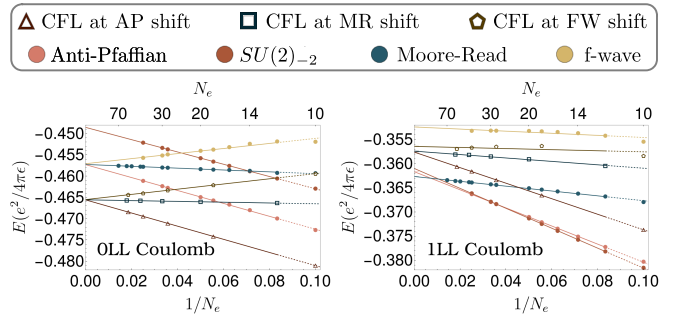 CFL at AP shift CFL at MR shift CFL at FW shift
Anti-Pfaffian SU(2)₋₂ Moore-Read f-wave
Nₑ Nₑ
70 30 20 14 10 70 30 20 14 10
−0.450
−0.455
−0.460
−0.465
−0.470
−0.475
−0.480
E(e²/4πϵ)
0LL Coulomb
0.00 0.02 0.04 0.06 0.08 0.10
1/Nₑ
−0.355
−0.360
−0.365
−0.370
−0.375
−0.380
E(e²/4πϵ)
1LL Coulomb
0.00 0.02 0.04 0.06 0.08 0.10
1/Nₑ